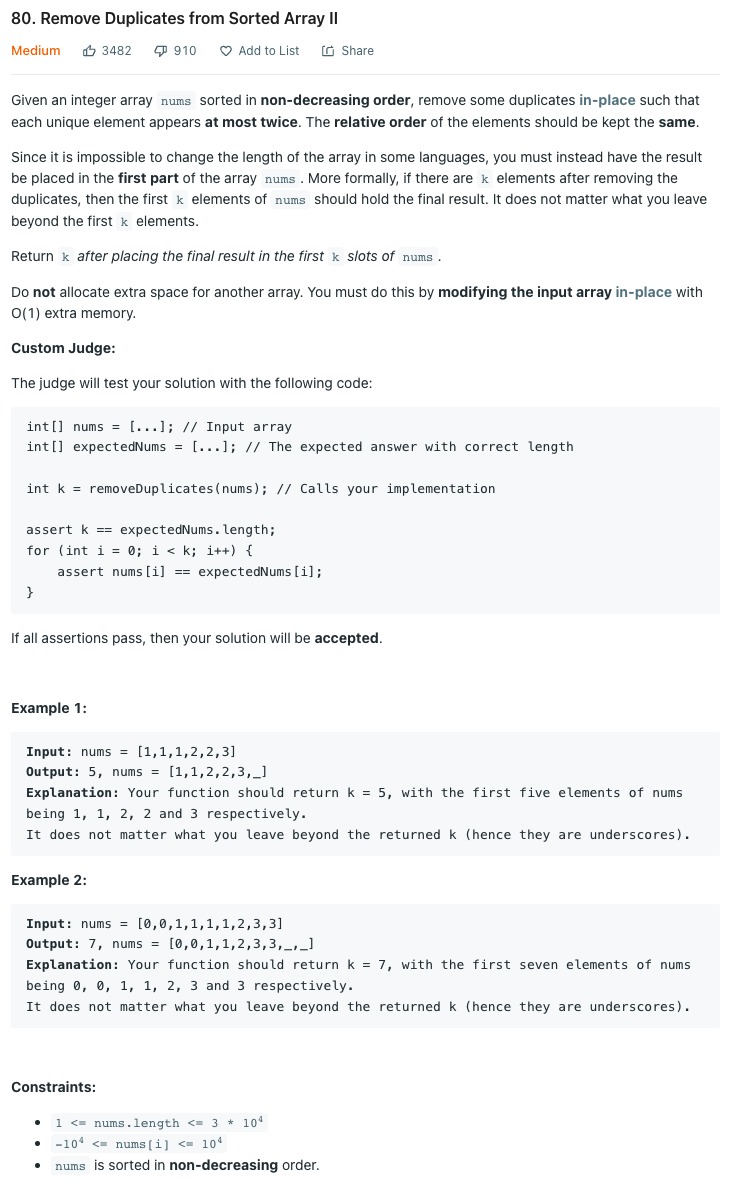 80. Remove Duplicates from Sorted Array II
Medium 3482 910 Add to List Share
Given an integer array nums sorted in non-decreasing order, remove some duplicates in-place such that
each unique element appears at most twice. The relative order of the elements should be kept the same.
Since it is impossible to change the length of the array in some languages, you must instead have the result
be placed in the first part of the array nums. More formally, if there are k elements after removing the
duplicates, then the first k elements of nums should hold the final result. It does not matter what you leave
beyond the first k elements.
Return k after placing the final result in the first k slots of nums.
Do not allocate extra space for another array. You must do this by modifying the input array in-place with
O(1) extra memory.
Custom Judge:
The judge will test your solution with the following code:
int[] nums = [...]; // Input array
int[] expectedNums = [...]; // The expected answer with correct length
int k = removeDuplicates(nums); // Calls your implementation
assert k == expectedNums.length;
for (int i = 0; i < k; i++) {
    assert nums[i] == expectedNums[i];
}
If all assertions pass, then your solution will be accepted.
Example 1:
Input: nums = [1,1,1,2,2,3]
Output: 5, nums = [1,1,2,2,3,_]
Explanation: Your function should return k = 5, with the first five elements of nums
being 1, 1, 2, 2 and 3 respectively.
It does not matter what you leave beyond the returned k (hence they are underscores).
Example 2:
Input: nums = [0,0,1,1,1,1,2,3,3]
Output: 7, nums = [0,0,1,1,2,3,3,_,_]
Explanation: Your function should return k = 7, with the first seven elements of nums
being 0, 0, 1, 1, 2, 3 and 3 respectively.
It does not matter what you leave beyond the returned k (hence they are underscores).
Constraints:
• 1 <= nums.length <= 3 * 10⁴
• -10⁴ <= nums[i] <= 10⁴
• nums is sorted in non-decreasing order.